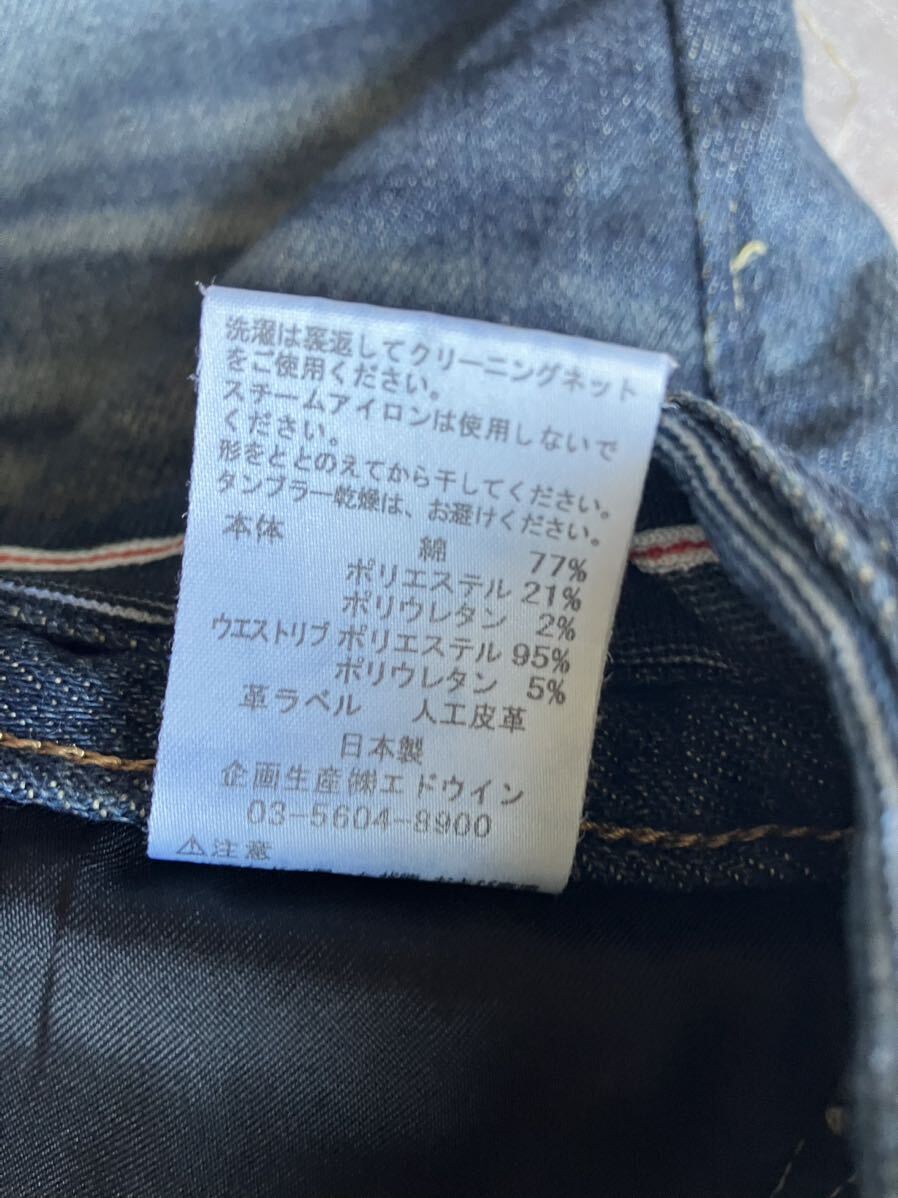 洗濯は裏返してクリーニングネット
をご使用ください。
スチームアイロンは使用しないで
ください。
形をととのえてから干してください。
タンブラー乾燥は、お避けください。
本体 綿 77%
ポリエステル 21%
ポリウレタン 2%
ウエストリブ ポリエステル 95%
ポリウレタン 5%
革ラベル 人工皮革
日本製
企画生産㈱エドウイン
03-5604-8900
⚠注意